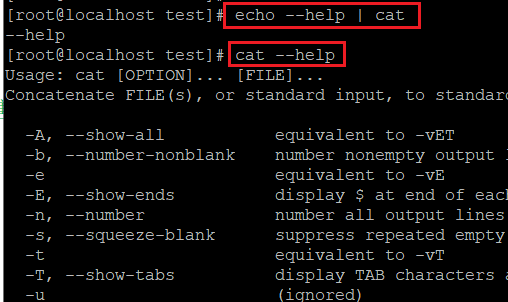 [root@localhost test]# echo --help | cat
--help
[root@localhost test]# cat --help
Usage: cat [OPTION]... [FILE]...
Concatenate FILE(s), or standard input, to standard
-A, --show-all equivalent to -vET
-b, --number-nonblank number nonempty output
-e equivalent to -vE
-E, --show-ends display $ at end of each
-n, --number number all output lines
-s, --squeeze-blank suppress repeated empty
-t equivalent to -vT
-T, --show-tabs display TAB characters
-u (ignored)